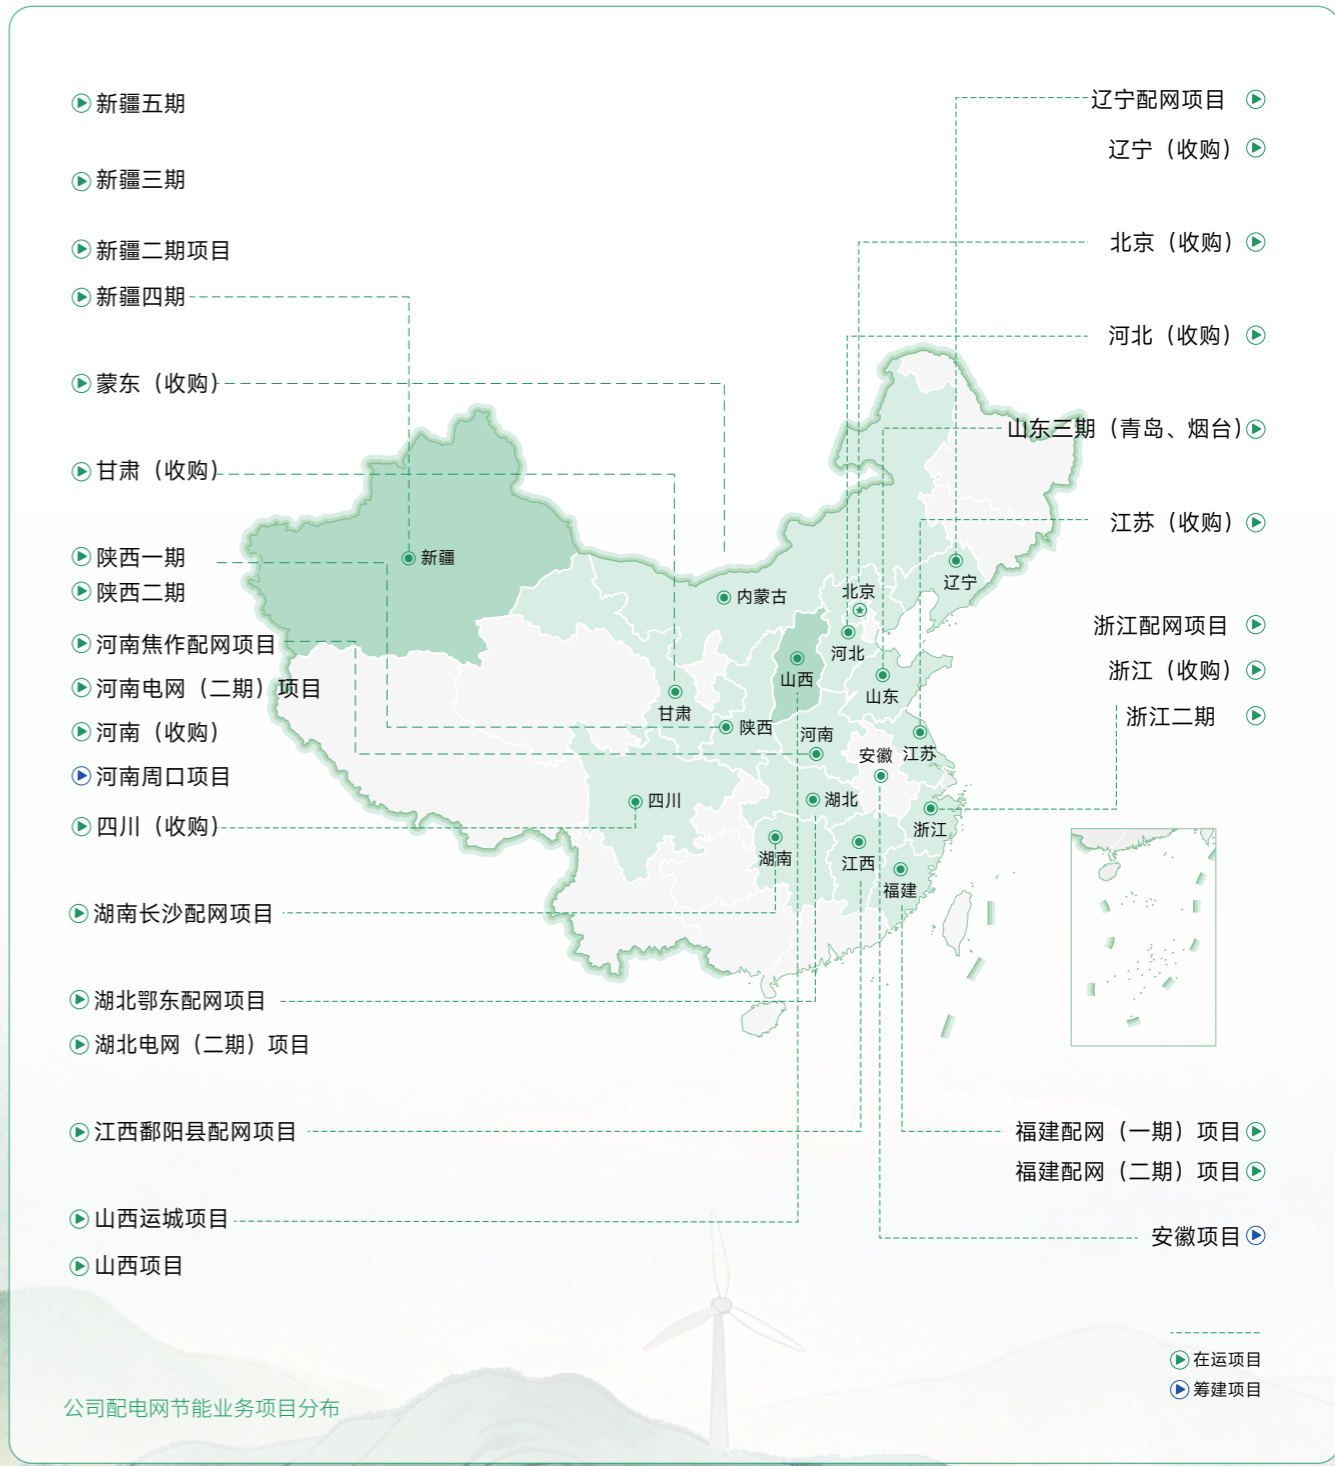 新疆五期
新疆三期
新疆二期项目
新疆四期
蒙东（收购）
甘肃（收购）
陕西一期
陕西二期
河南焦作配网项目
河南电网（二期）项目
河南（收购）
河南周口项目
四川（收购）
湖南长沙配网项目
湖北鄂东配网项目
湖北电网（二期）项目
江西鄱阳县配网项目
山西运城项目
山西项目
辽宁配网项目
辽宁（收购）
北京（收购）
河北（收购）
山东三期（青岛、烟台）
江苏（收购）
浙江配网项目
浙江（收购）
浙江二期
福建配网（一期）项目
福建配网（二期）项目
安徽项目
新疆
内蒙古
北京
辽宁
河北
山西
山东
甘肃
陕西
河南
安徽
江苏
四川
湖北
浙江
湖南
江西
福建
在运项目
筹建项目
公司配电网节能业务项目分布